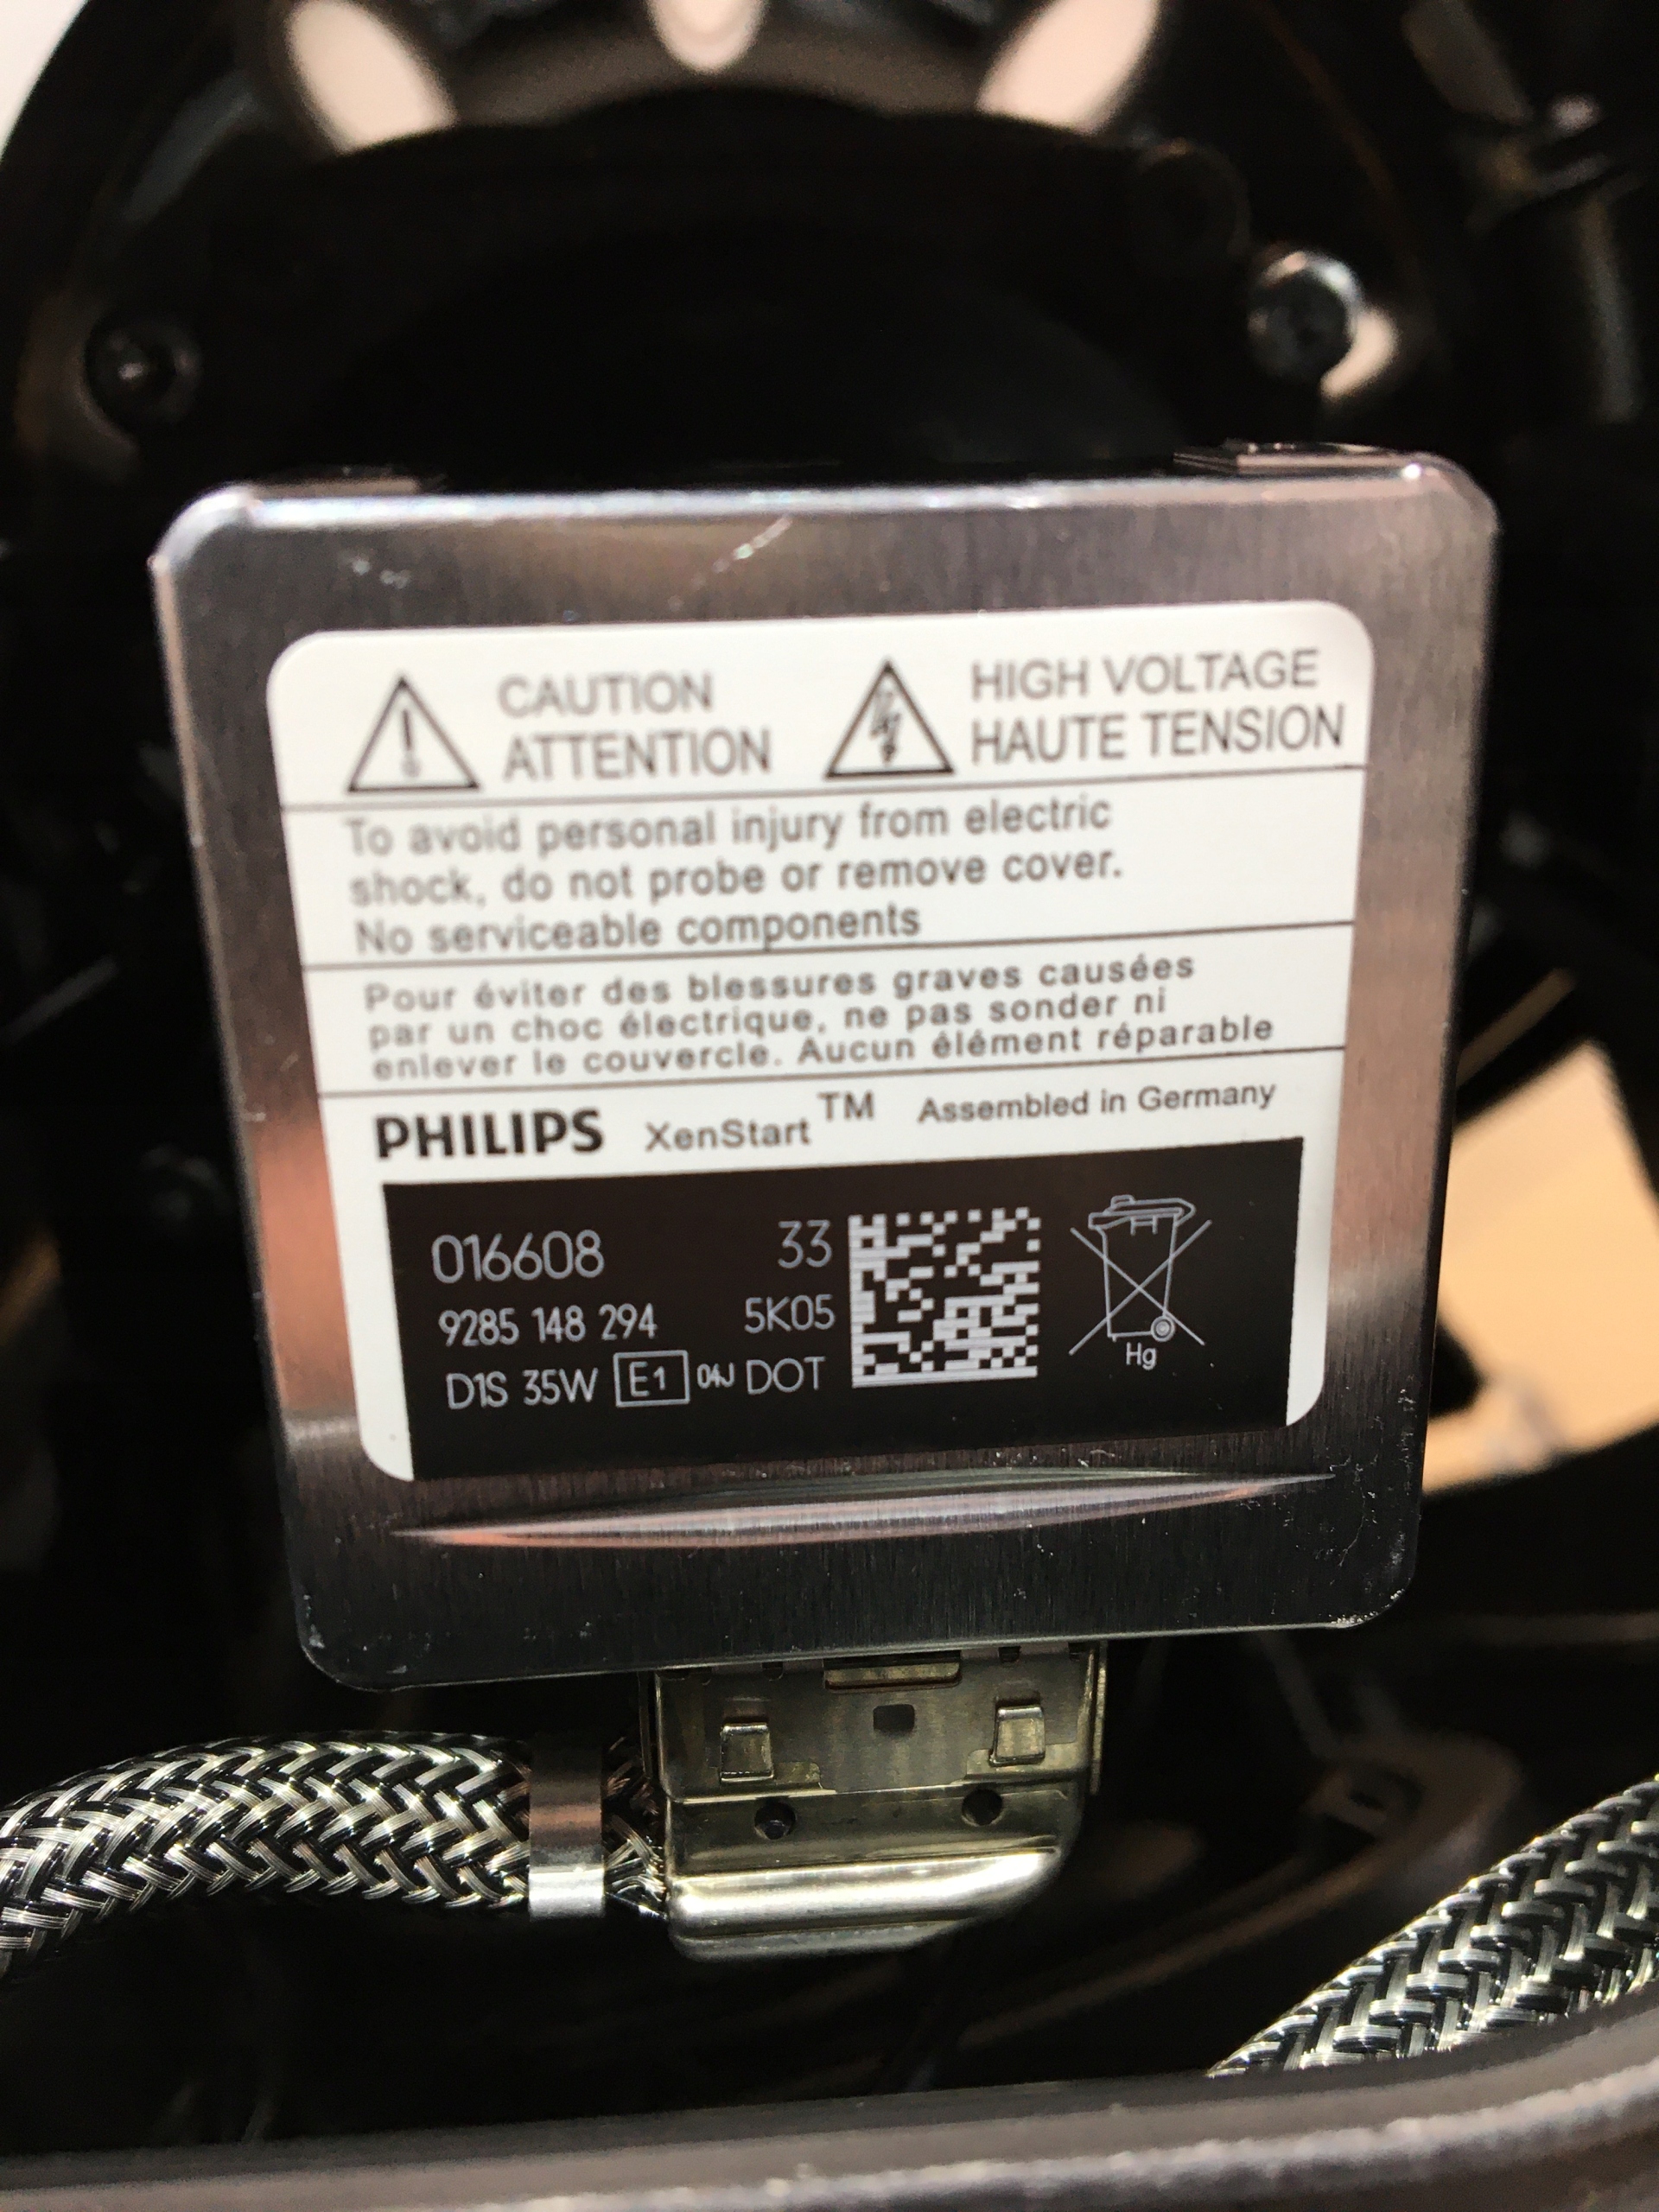 CAUTION
ATTENTION
HIGH VOLTAGE
HAUTE TENSION
To avoid personal injury from electric
shock, do not probe or remove cover.
No serviceable components
Pour éviter des blessures graves causées
par un choc électrique, ne pas sonder ni
enlever le couvercle. Aucun élément réparable
PHILIPS XenStart™ Assembled in Germany
016608 33
9285 148 294 5K05
D1S 35W E1 04J DOT
Hg